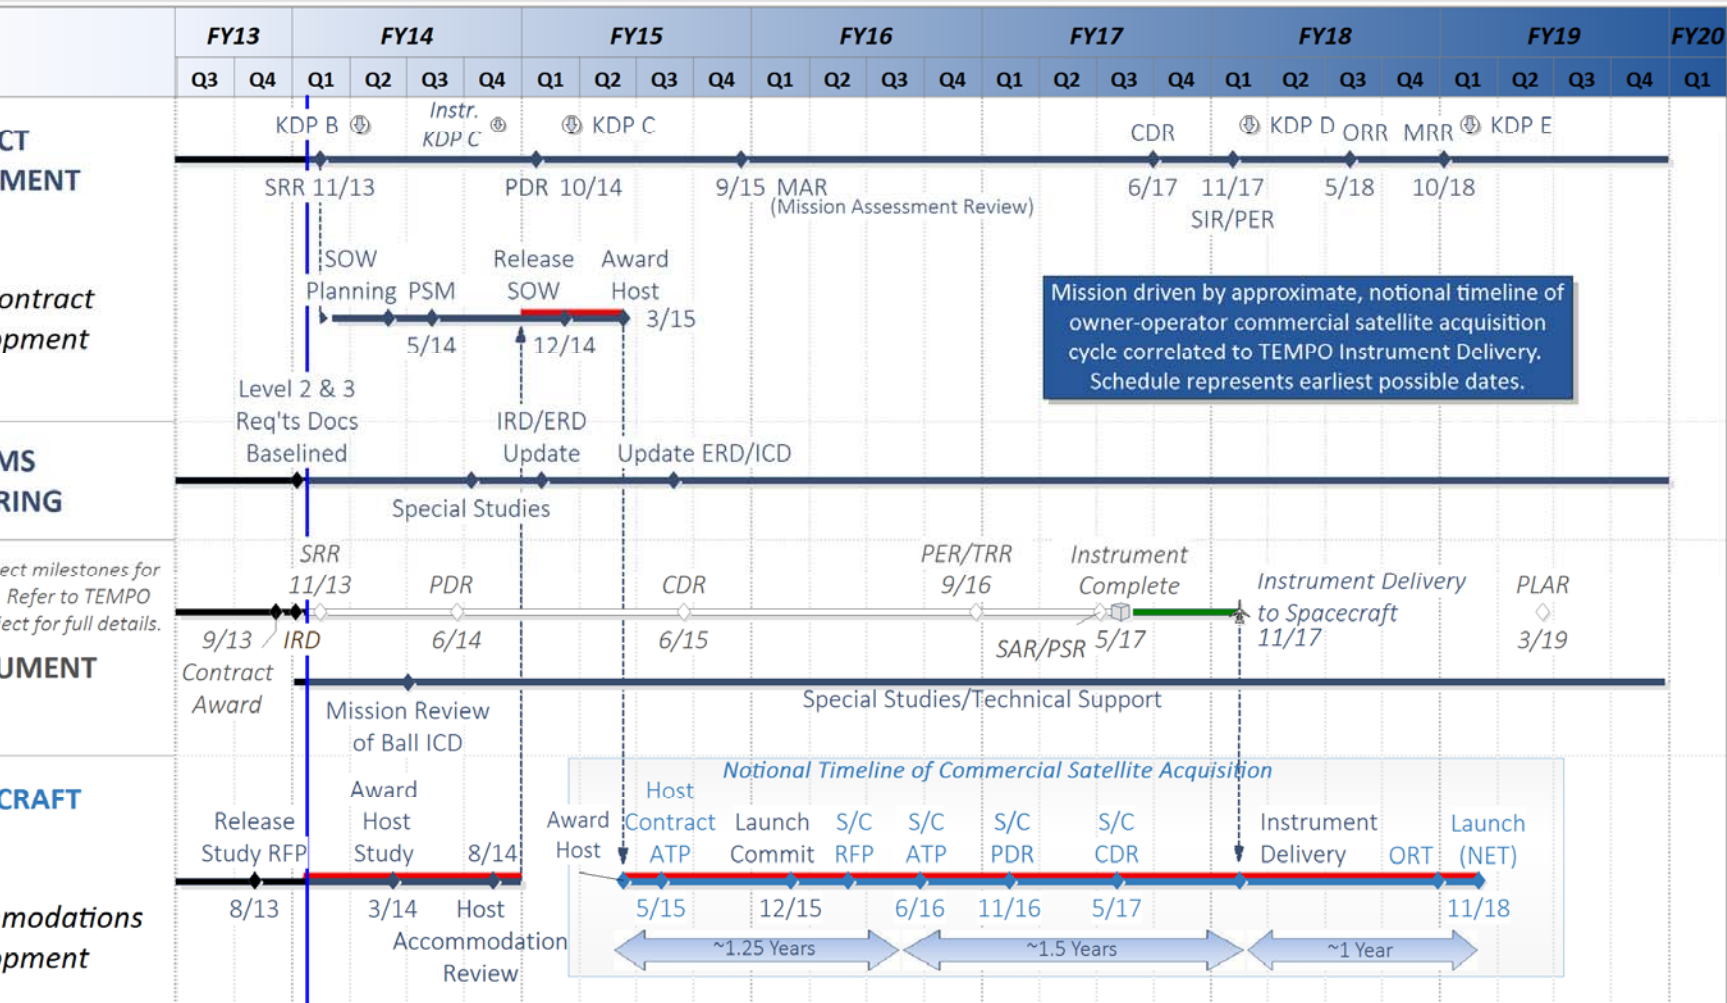 FY13 FY14 FY15 FY16 FY17 FY18 FY19 FY20
Q3 Q4 Q1 Q2 Q3 Q4 Q1 Q2 Q3 Q4 Q1 Q2 Q3 Q4 Q1 Q2 Q3 Q4 Q1 Q2 Q3 Q4 Q1 Q2 Q3 Q4 Q1
CT
MENT
KDP B
Instr.
KDP C
KDP C
CDR
KDP D
ORR
MRR
KDP E
SRR 11/13
PDR 10/14
9/15 MAR
(Mission Assessment Review)
6/17
11/17
SIR/PER
5/18
10/18
ontract
opment
SOW
Planning
PSM
Release
SOW
Award
Host
5/14
12/14
3/15
Mission driven by approximate, notional timeline of
owner-operator commercial satellite acquisition
cycle correlated to TEMPO Instrument Delivery.
Schedule represents earliest possible dates.
MS
RING
Level 2 & 3
Req'ts Docs
Baselined
IRD/ERD
Update
Update ERD/ICD
Special Studies
ect milestones for
Refer to TEMPO
ject for full details.
UMENT
SRR
11/13
PDR
CDR
PER/TRR
9/16
Instrument
Complete
Instrument Delivery
to Spacecraft
11/17
PLAR
9/13
IRD
6/14
6/15
SAR/PSR
5/17
3/19
Contract
Award
Mission Review
of Ball ICD
Special Studies/Technical Support
CRAFT
mmodations
opment
Notional Timeline of Commercial Satellite Acquisition
Release
Study RFP
Award
Host
Study
8/14
Award
Host
Host
Contract
ATP
Launch
Commit
S/C
RFP
S/C
ATP
S/C
PDR
S/C
CDR
Instrument
Delivery
ORT
Launch
(NET)
8/13
3/14
Host
Accommodation
Review
5/15
12/15
6/16
11/16
5/17
11/18
~1.25 Years
~1.5 Years
~1 Year